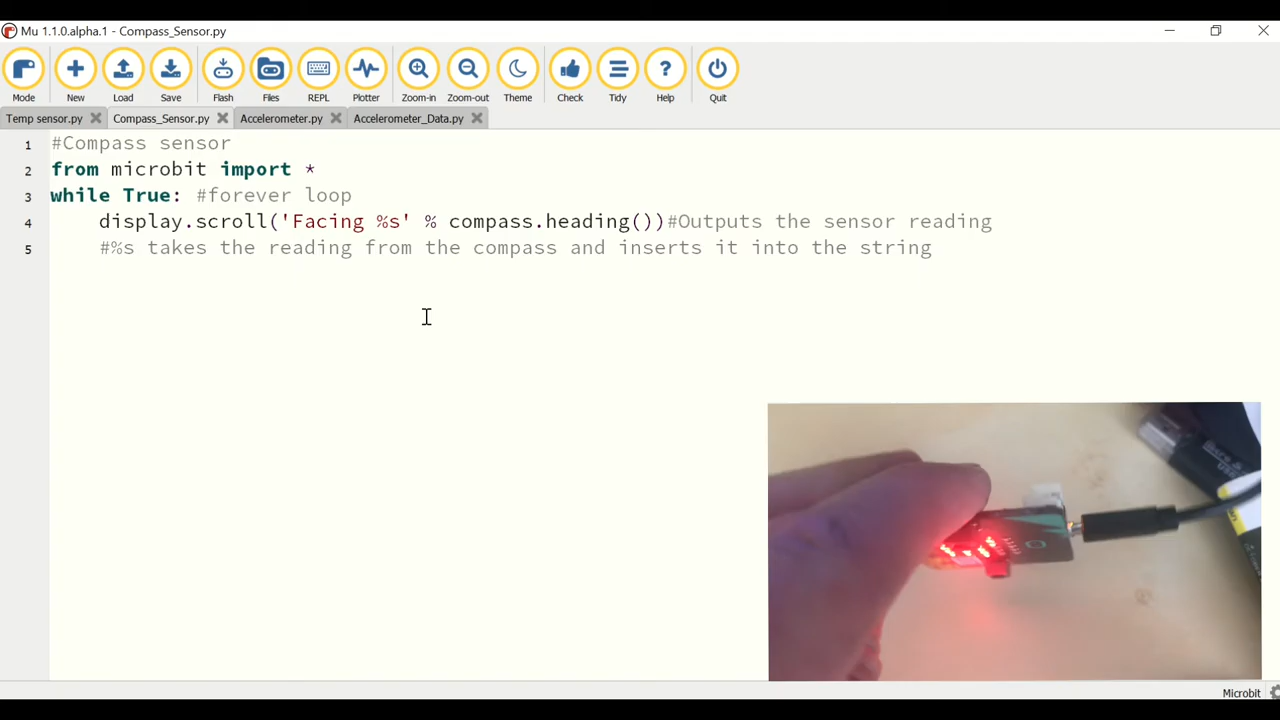 Mu 1.1.0.alpha.1 - Compass_Sensor.py
Mode New Load Save Flash Files REPL Plotter Zoom-in Zoom-out Theme Check Tidy Help Quit
Temp sensor.py Compass_Sensor.py Accelerometer.py Accelerometer_Data.py
1 #Compass sensor
2 from microbit import *
3 while True: #forever loop
4 display.scroll('Facing %s' % compass.heading())#Outputs the sensor reading
5 #%s takes the reading from the compass and inserts it into the string
Microbit